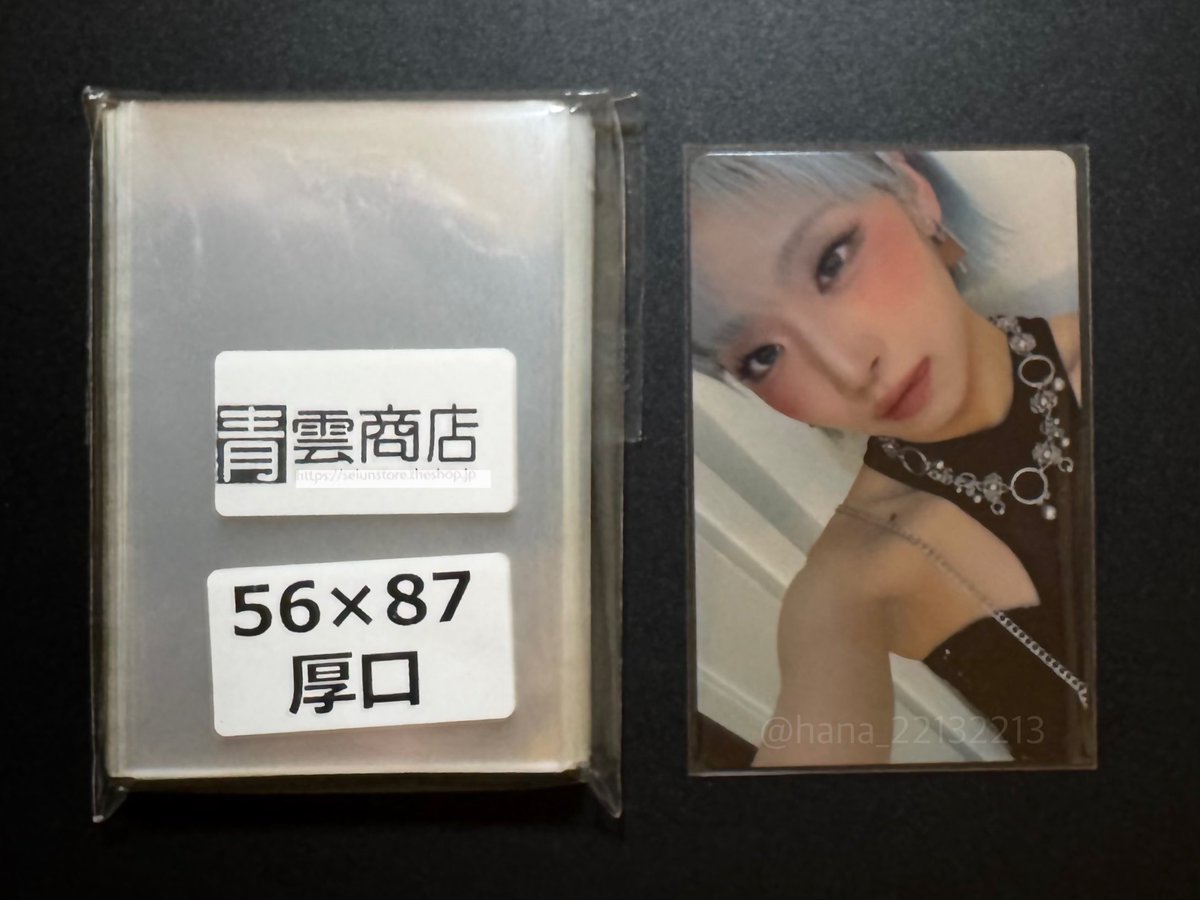 青雲商店
https://seiunstore.theshop.jp
56×87
厚口
@hana_22132213